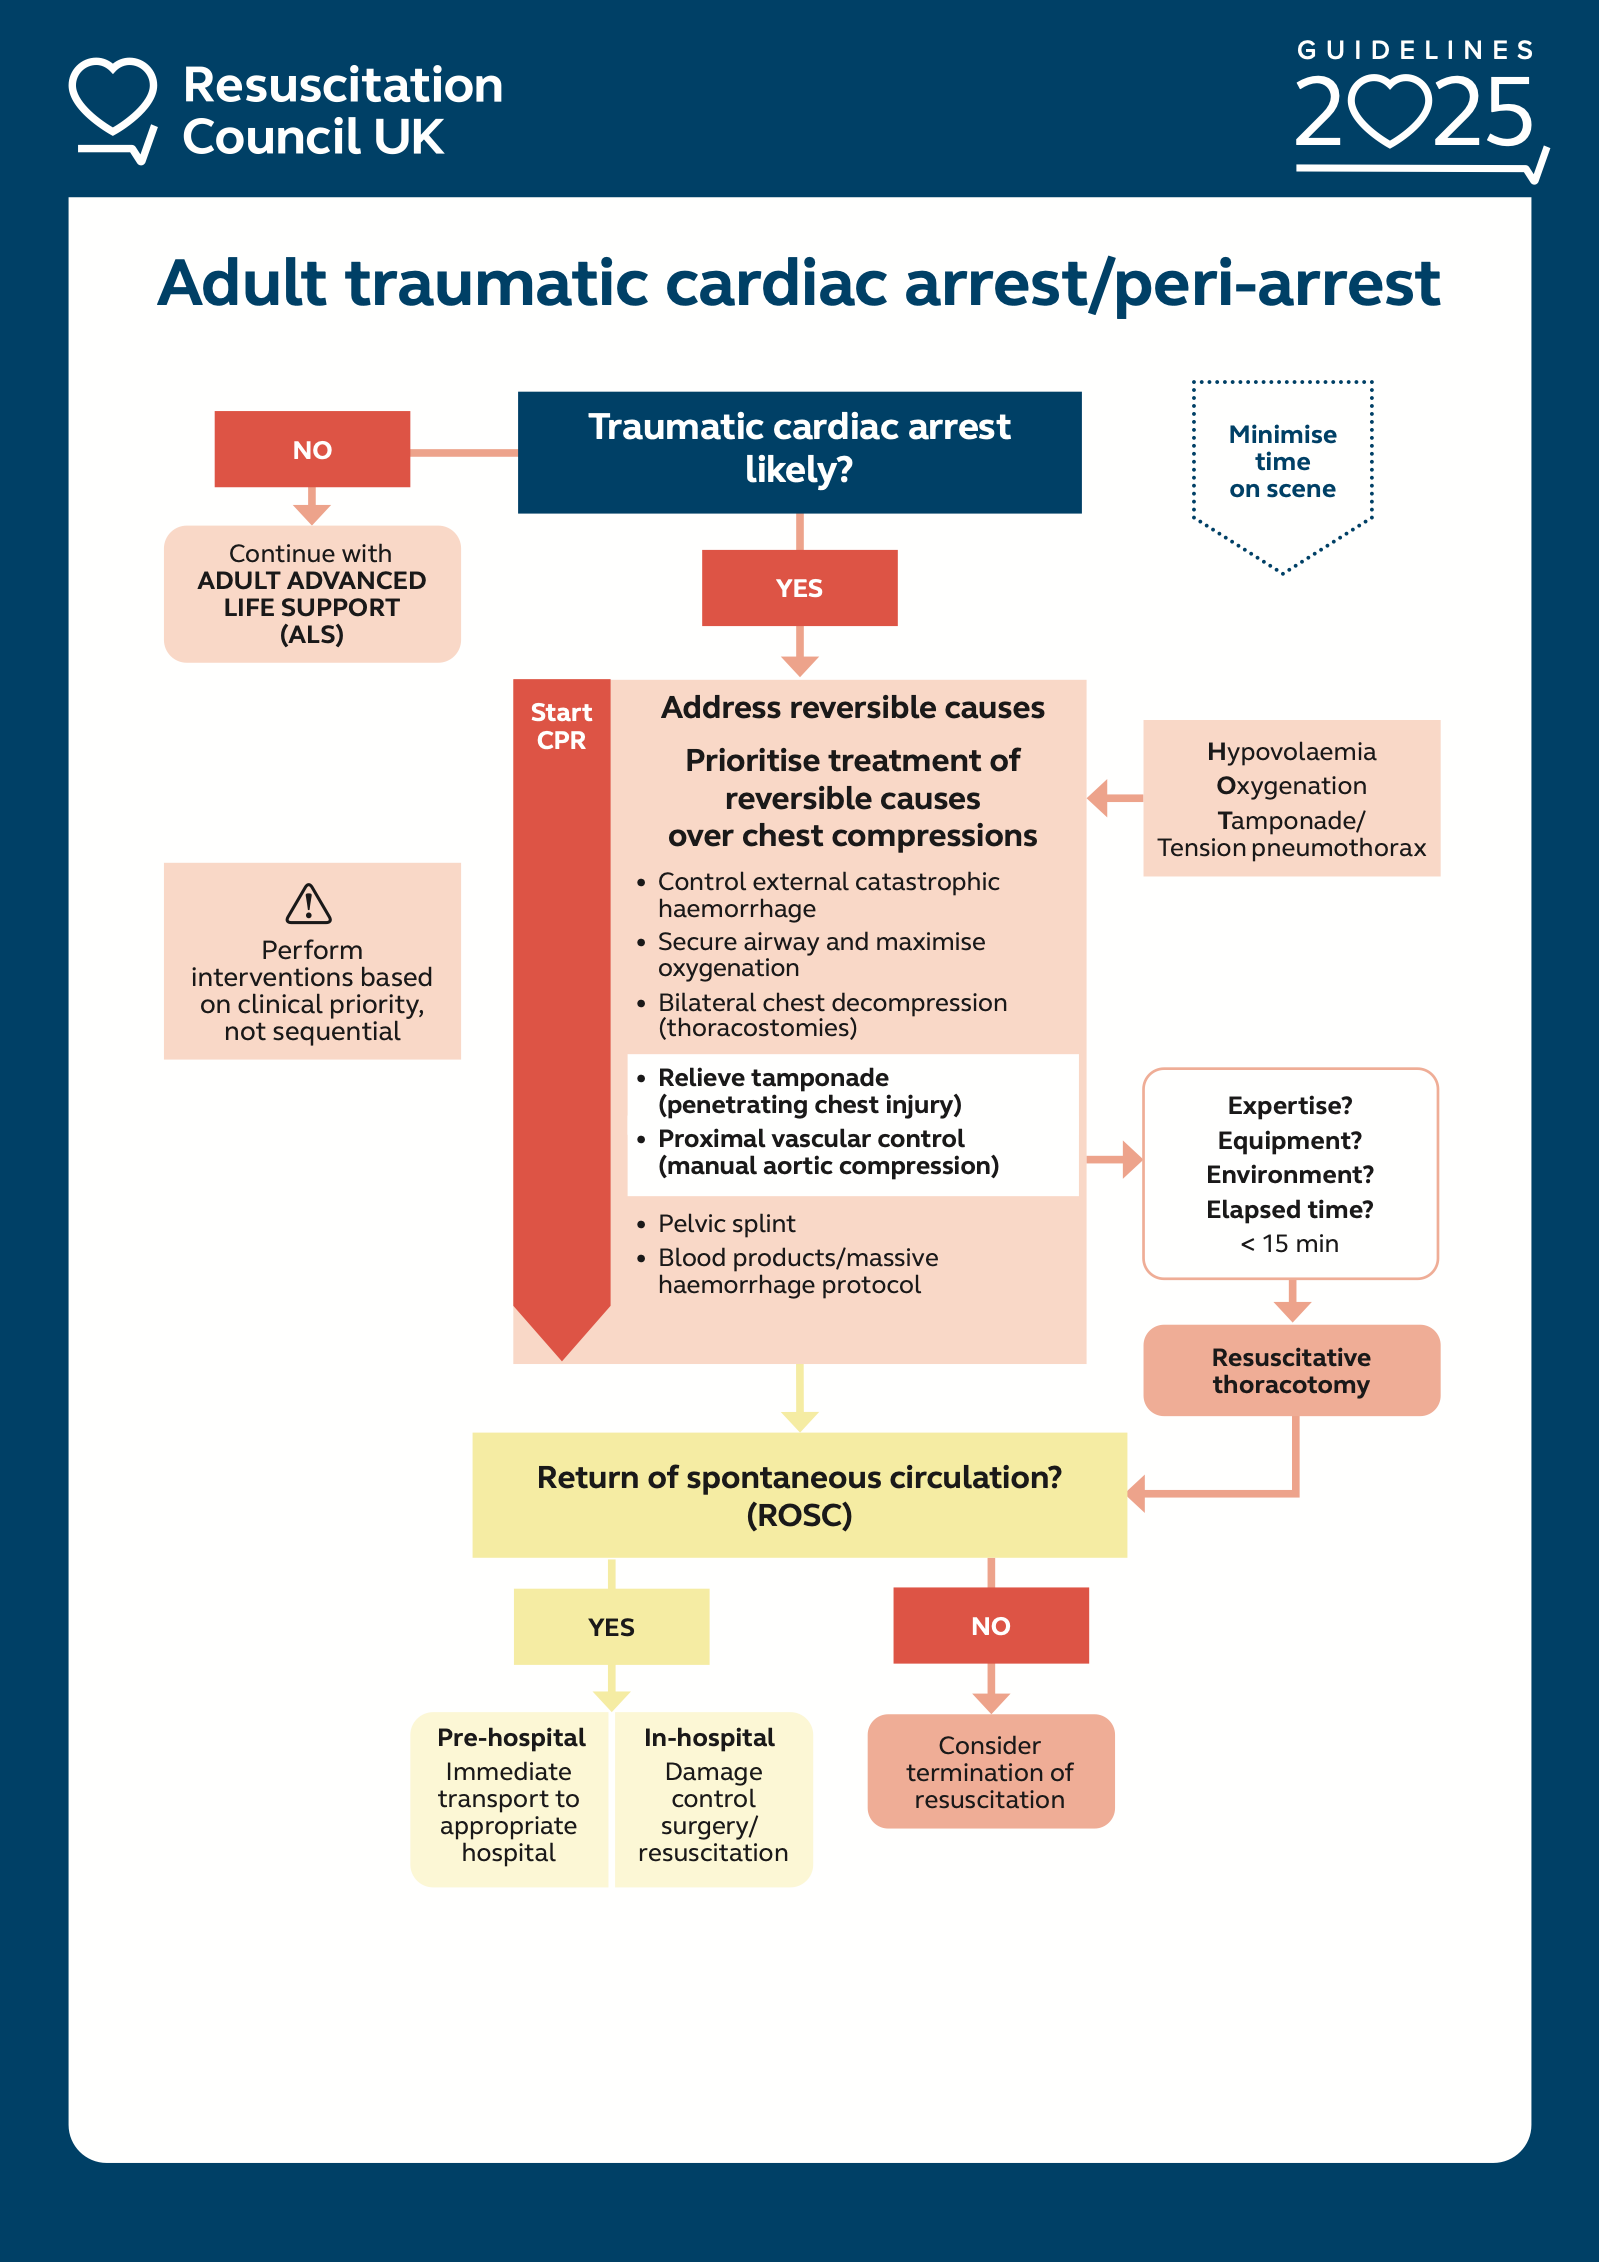 Resuscitation
Council UK
GUIDELINES
2025
Adult traumatic cardiac arrest/peri-arrest
Traumatic cardiac arrest
likely?
NO
Continue with
ADULT ADVANCED
LIFE SUPPORT
(ALS)
Minimise
time
on scene
YES
Start
CPR
Address reversible causes
Prioritise treatment of
reversible causes
over chest compressions
• Control external catastrophic
haemorrhage
• Secure airway and maximise
oxygenation
• Bilateral chest decompression
(thoracostomies)
• Relieve tamponade
(penetrating chest injury)
• Proximal vascular control
(manual aortic compression)
• Pelvic splint
• Blood products/massive
haemorrhage protocol
Hypovolaemia
Oxygenation
Tamponade/
Tension pneumothorax
Perform
interventions based
on clinical priority,
not sequential
Expertise?
Equipment?
Environment?
Elapsed time?
< 15 min
Resuscitative
thoracotomy
Return of spontaneous circulation?
(ROSC)
YES
Pre-hospital
Immediate
transport to
appropriate
hospital
In-hospital
Damage
control
surgery/
resuscitation
NO
Consider
termination of
resuscitation